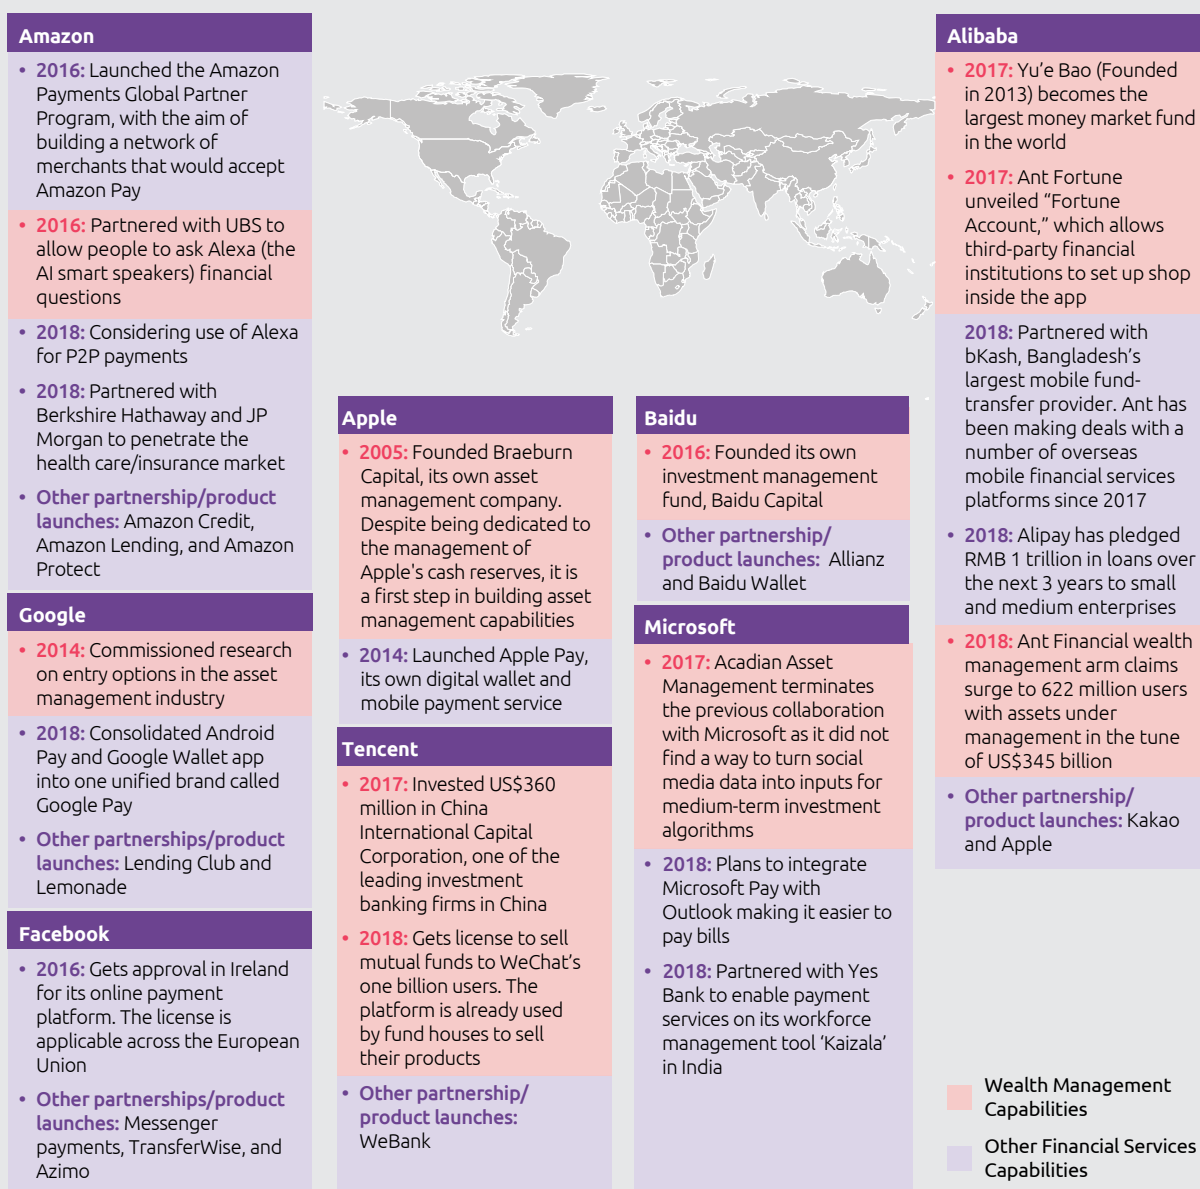 Amazon
• 2016: Launched the Amazon
Payments Global Partner
Program, with the aim of
building a network of
merchants that would accept
Amazon Pay
• 2016: Partnered with UBS to
allow people to ask Alexa (the
AI smart speakers) financial
questions
• 2018: Considering use of Alexa
for P2P payments
• 2018: Partnered with
Berkshire Hathaway and JP
Morgan to penetrate the
health care/insurance market
• Other partnership/product
launches: Amazon Credit,
Amazon Lending, and Amazon
Protect
Google
• 2014: Commissioned research
on entry options in the asset
management industry
• 2018: Consolidated Android
Pay and Google Wallet app
into one unified brand called
Google Pay
• Other partnerships/product
launches: Lending Club and
Lemonade
Facebook
• 2016: Gets approval in Ireland
for its online payment
platform. The license is
applicable across the European
Union
• Other partnerships/product
launches: Messenger
payments, TransferWise, and
Azimo
Apple
• 2005: Founded Braeburn
Capital, its own asset
management company.
Despite being dedicated to
the management of
Apple's cash reserves, it is
a first step in building asset
management capabilities
• 2014: Launched Apple Pay,
its own digital wallet and
mobile payment service
Tencent
• 2017: Invested US$360
million in China
International Capital
Corporation, one of the
leading investment
banking firms in China
• 2018: Gets license to sell
mutual funds to WeChat’s
one billion users. The
platform is already used
by fund houses to sell
their products
• Other partnership/
product launches:
WeBank
Baidu
• 2016: Founded its own
investment management
fund, Baidu Capital
• Other partnership/
product launches: Allianz
and Baidu Wallet
Microsoft
• 2017: Acadian Asset
Management terminates
the previous collaboration
with Microsoft as it did not
find a way to turn social
media data into inputs for
medium-term investment
algorithms
• 2018: Plans to integrate
Microsoft Pay with
Outlook making it easier to
pay bills
• 2018: Partnered with Yes
Bank to enable payment
services on its workforce
management tool ‘Kaizala’
in India
Alibaba
• 2017: Yu’e Bao (Founded
in 2013) becomes the
largest money market fund
in the world
• 2017: Ant Fortune
unveiled “Fortune
Account,” which allows
third-party financial
institutions to set up shop
inside the app
2018: Partnered with
bKash, Bangladesh’s
largest mobile fund-
transfer provider. Ant has
been making deals with a
number of overseas
mobile financial services
platforms since 2017
• 2018: Alipay has pledged
RMB 1 trillion in loans over
the next 3 years to small
and medium enterprises
• 2018: Ant Financial wealth
management arm claims
surge to 622 million users
with assets under
management in the tune
of US$345 billion
• Other partnership/
product launches: Kakao
and Apple
Wealth Management
Capabilities
Other Financial Services
Capabilities